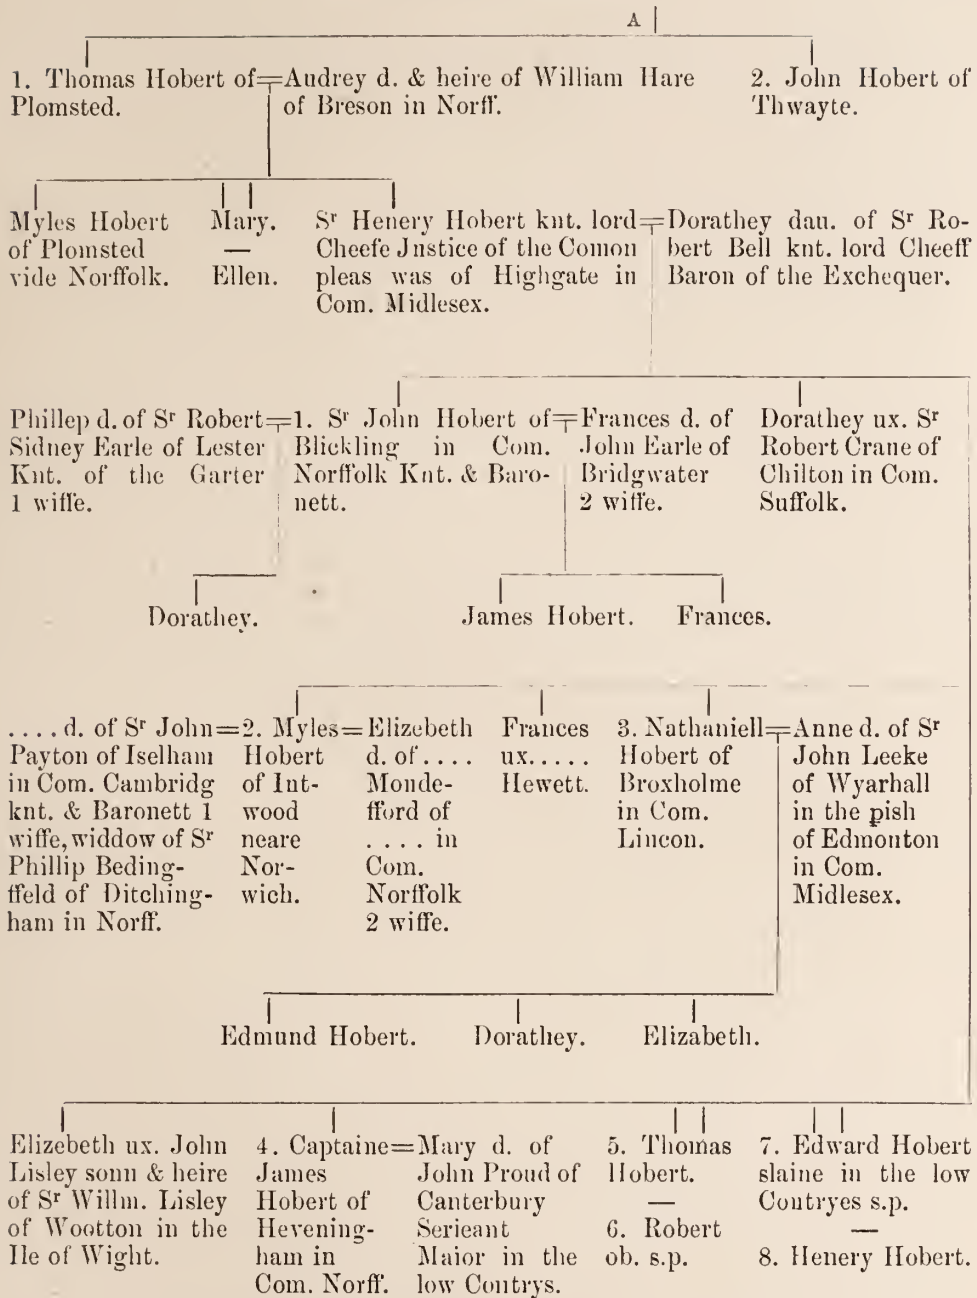 A
1. Thomas Hobert of Plomsted.
Audrey d. & heire of William Hare of Breson in Norff.
2. John Hobert of Thwayte.
Myles Hobert of Plomsted vide Norffolk.
Mary.
—
Ellen.
Sr Henery Hobert knt. lord Cheefe Justice of the Comon pleas was of Highgate in Com. Midlesex.
Dorathey dau. of Sr Robert Bell knt. lord Cheeff Baron of the Exchequer.
Phillep d. of Sr Robert Sidney Earle of Lester Knt. of the Garter 1 wiffe.
1. Sr John Hobert of Blickling in Com. Norffolk Knt. & Baronett.
Frances d. of John Earle of Bridgwater 2 wiffe.
Dorathey ux. Sr Robert Crane of Chilton in Com. Suffolk.
Dorathey.
James Hobert.
Frances.
.... d. of Sr John Payton of Iselham in Com. Cambridg knt. & Baronett 1 wiffe, widdow of Sr Phillip Bedingffeld of Ditchingham in Norff.
2. Myles Hobert of Intwood neare Norwich.
Elizebeth d. of .... Mondefford of .... in Com. Norffolk 2 wiffe.
Frances ux..... Hewett.
3. Nathaniell Hobert of Broxholme in Com. Lincon.
Anne d. of Sr John Leeke of Wyarhall in the pish of Edmonton in Com. Midlesex.
Edmund Hobert.
Dorathey.
Elizabeth.
Elizebeth ux. John Lisley sonn & heire of Sr Willm. Lisley of Wootton in the Ile of Wight.
4. Captaine James Hobert of Heveningham in Com. Norff.
Mary d. of John Proud of Canterbury Serieant Maior in the low Contrys.
5. Thomas Hobert.
—
6. Robert ob. s.p.
7. Edward Hobert slaine in the low Contryes s.p.
—
8. Henery Hobert.